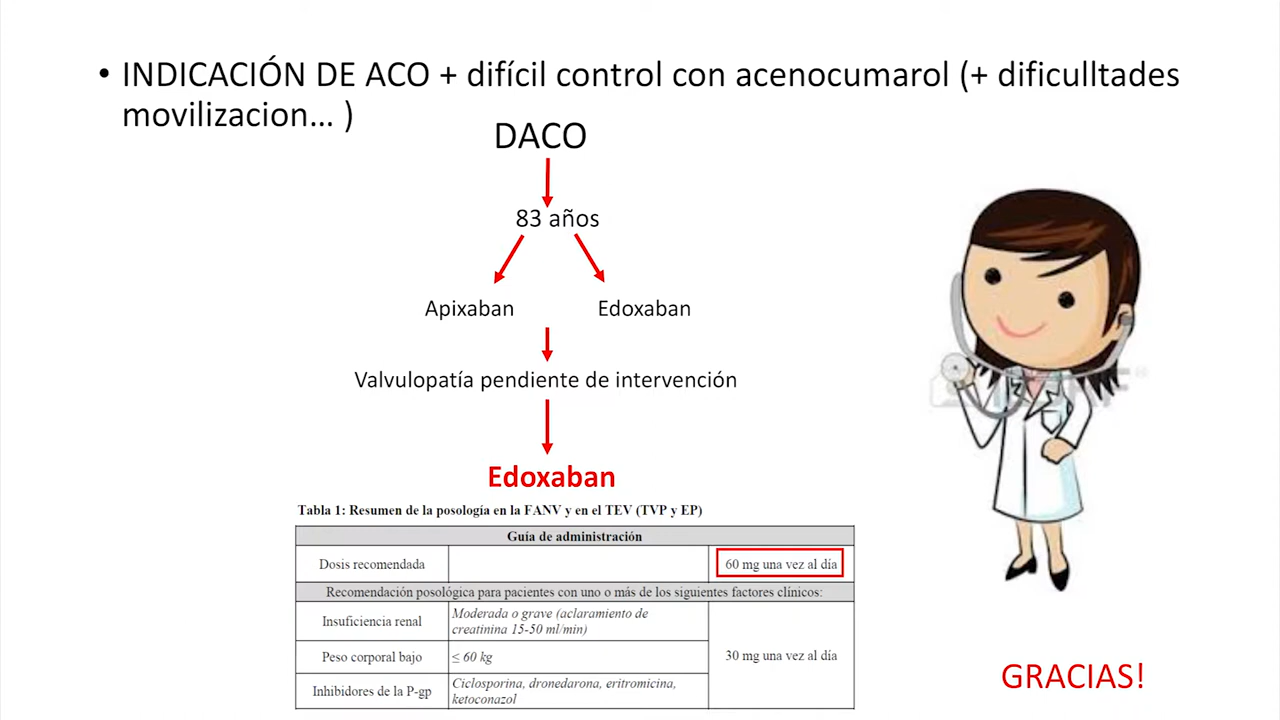 • INDICACIÓN DE ACO + difícil control con acenocumarol (+ dificulltades
movilizacion... )
DACO
83 años
Apixaban Edoxaban
Valvulopatía pendiente de intervención
Edoxaban
Tabla 1: Resumen de la posología en la FANV y en el TEV (TVP y EP)
Guía de administración
Dosis recomendada 60 mg una vez al día
Recomendación posológica para pacientes con uno o más de los siguientes factores clínicos:
Insuficiencia renal
Moderada o grave (aclaramiento de
creatinina 15-50 ml/min)
Peso corporal bajo ≤ 60 kg
30 mg una vez al día
Inhibidores de la P-gp
Ciclosporina, dronedarona, eritromicina,
ketoconazol
GRACIAS!